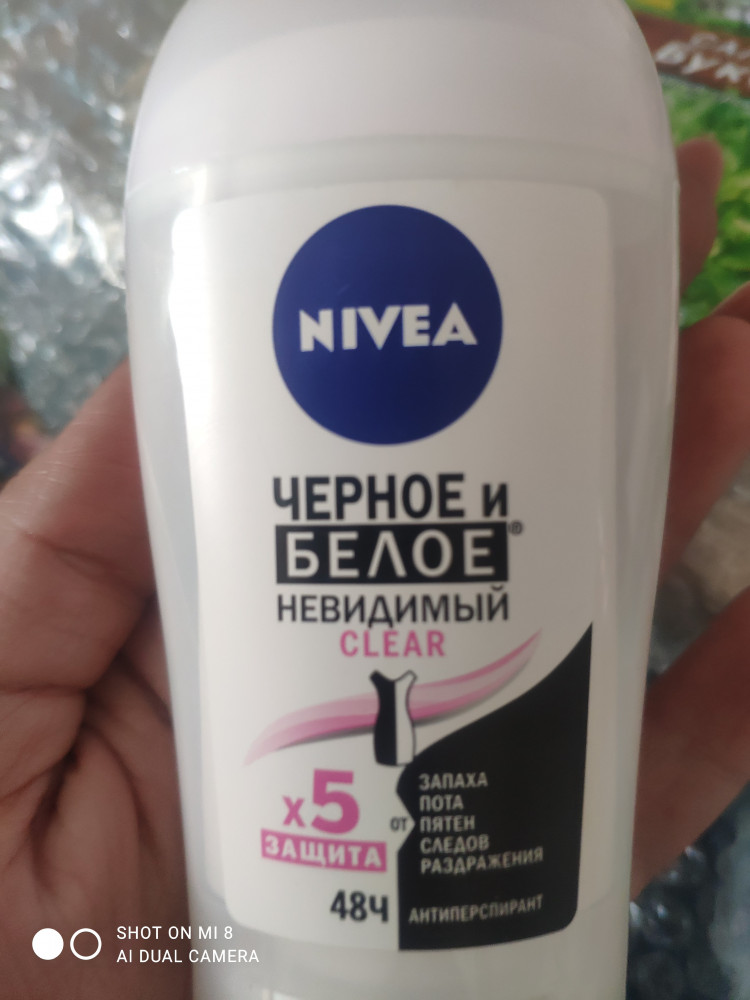 NIVEA
ЧЕРНОЕ и
БЕЛОЕ®
НЕВИДИМЫЙ
CLEAR
x5
ЗАЩИТА
от
ЗАПАХА
ПОТА
ПЯТЕН
СЛЕДОВ
РАЗДРАЖЕНИЯ
48Ч
АНТИПЕРСПИРАНТ
SHOT ON MI 8
AI DUAL CAMERA